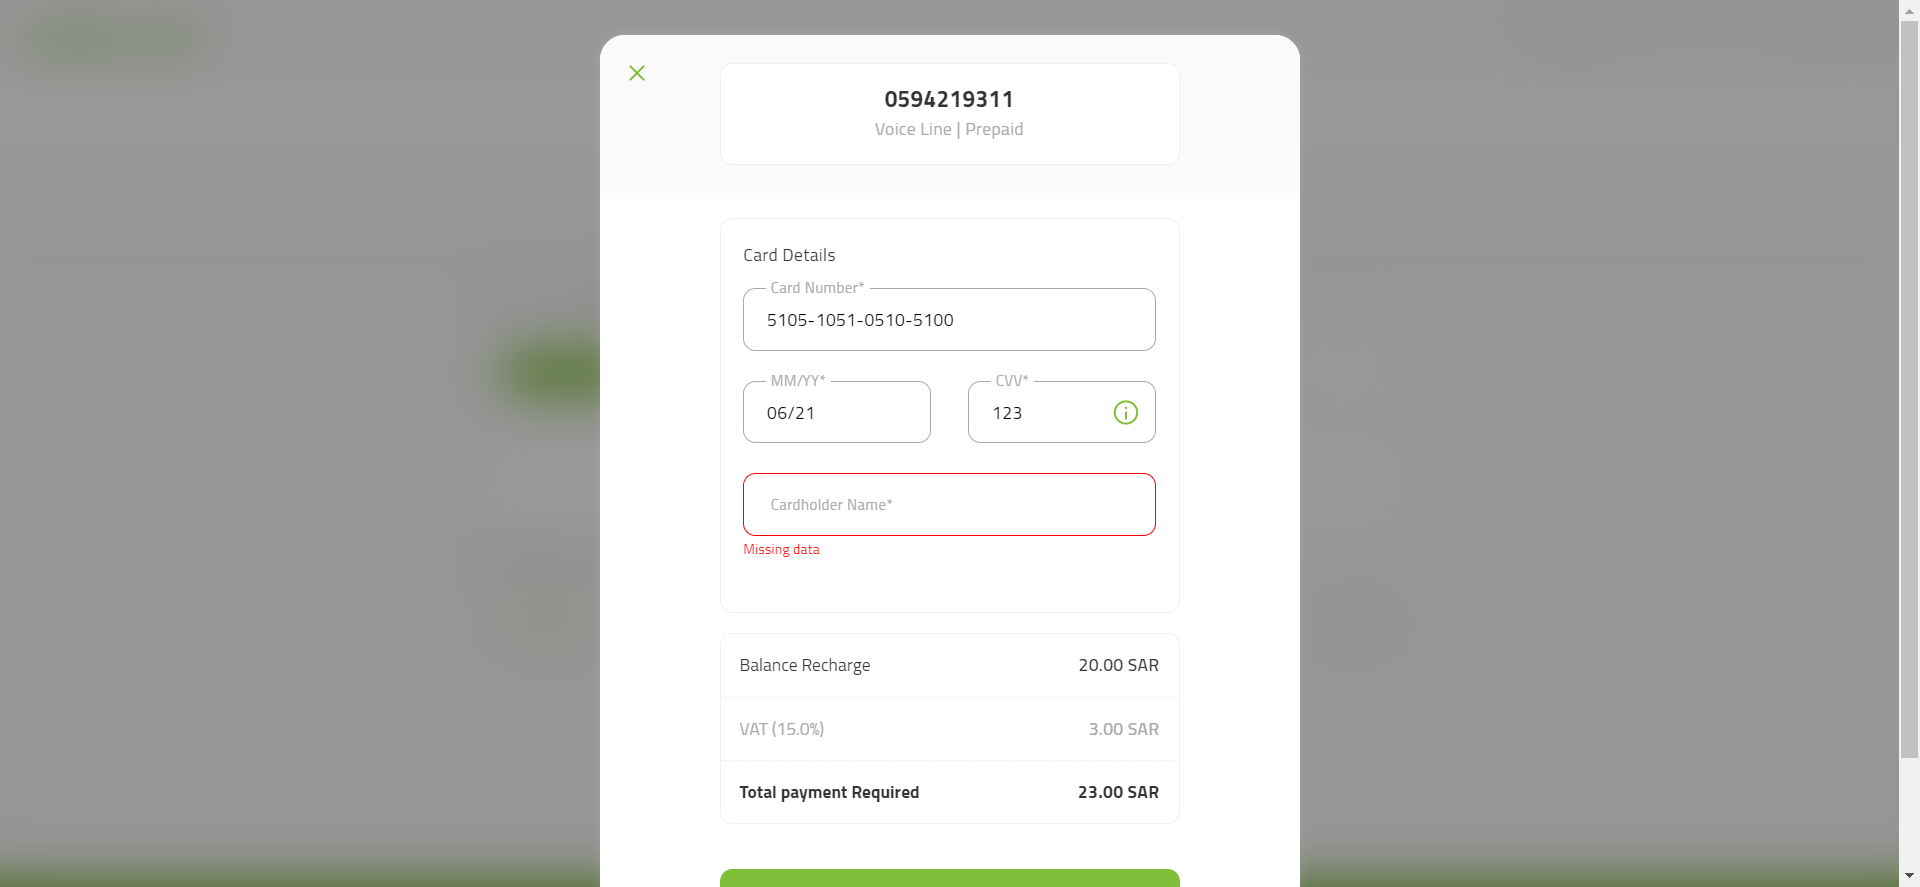 0594219311
Voice Line | Prepaid
Card Details
Card Number*
5105-1051-0510-5100
MM/YY*
06/21
CVV*
123
Cardholder Name*
Missing data
Balance Recharge
20.00 SAR
VAT (15.0%)
3.00 SAR
Total payment Required
23.00 SAR